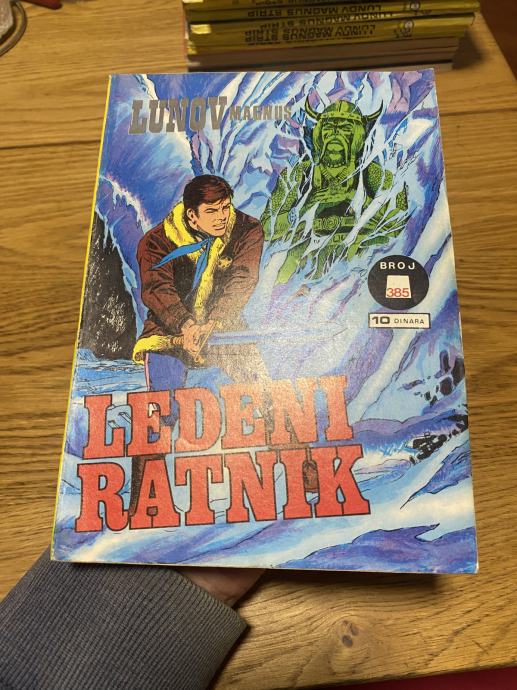 LUNOV MAGNUS STRIP
LUNOV MAGNUS STRIP
LUNOV MAGNUS
BROJ
385
10 DINARA
LEDENI
RATNIK